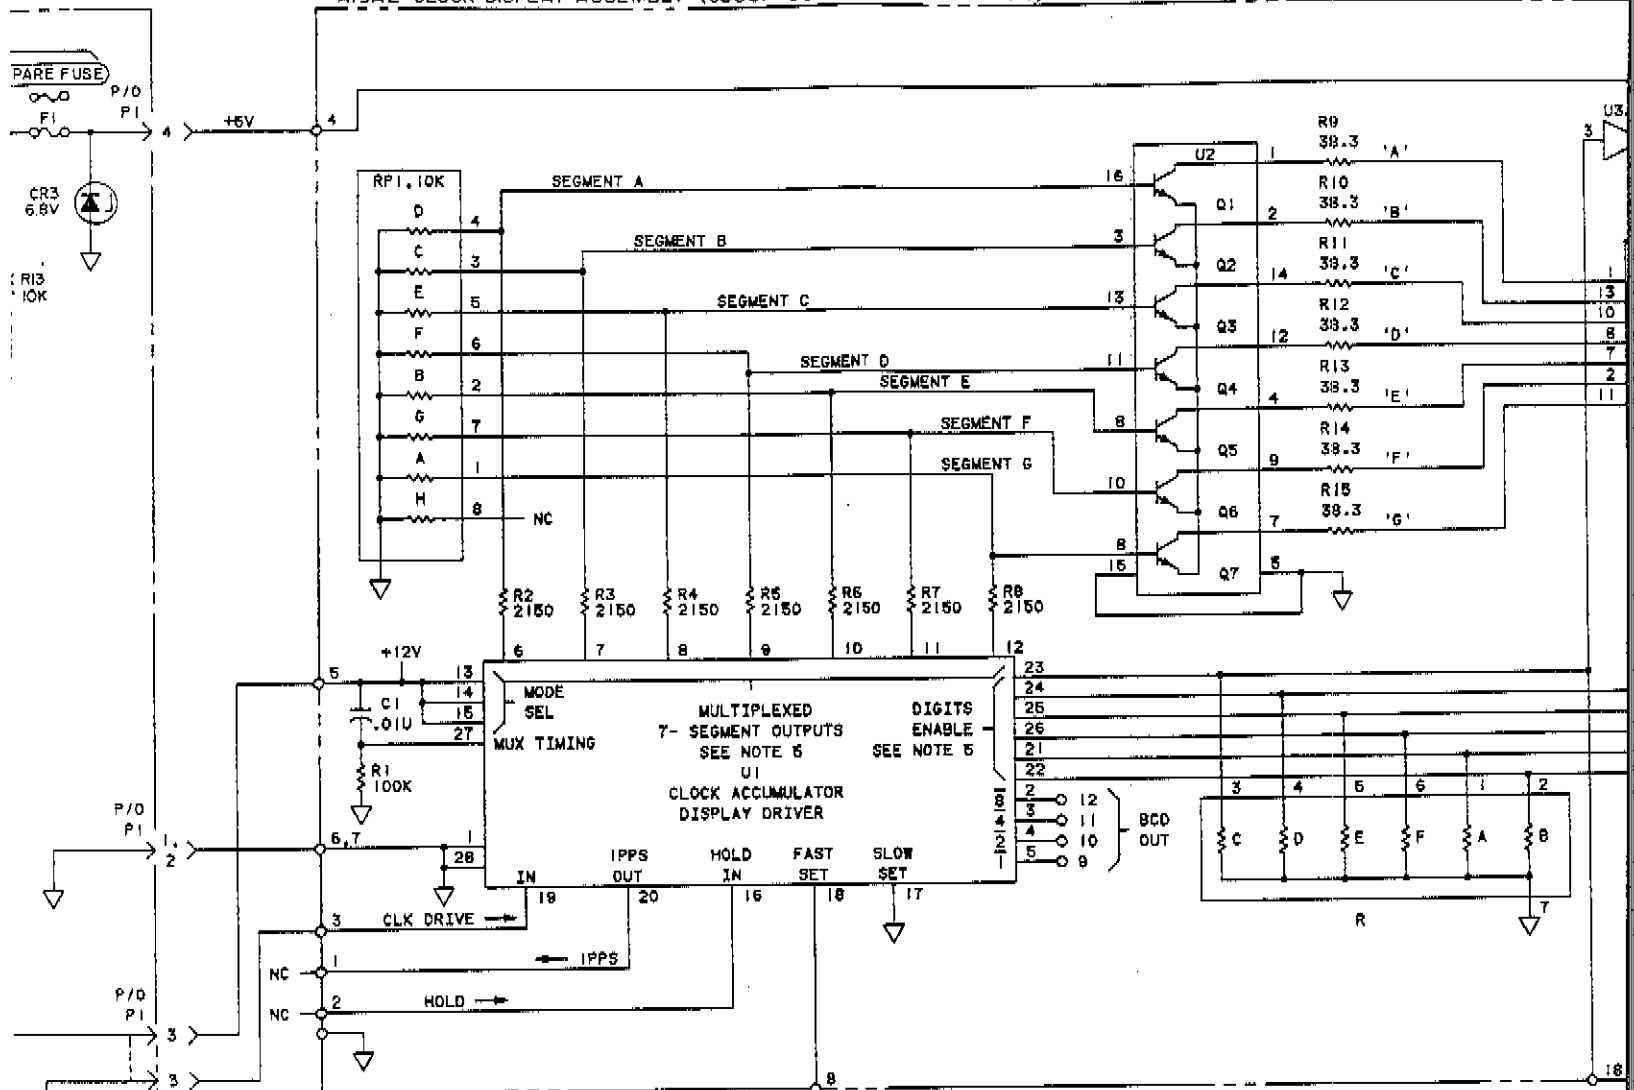 PARE FUSE)
P/O
P1
F1
4
+5V
4
CR3
6.8V
R13
10K
RP1, 10K
D
4
C
3
E
5
F
6
B
2
G
7
A
1
H
8
NC
SEGMENT A
SEGMENT B
SEGMENT C
SEGMENT D
SEGMENT E
SEGMENT F
SEGMENT G
16
3
13
11
8
10
8
15
U2
Q1
Q2
Q3
Q4
Q5
Q6
Q7
1
2
14
12
4
9
7
5
R9
38.3
'A'
R10
38.3
'B'
R11
38.3
'C'
R12
38.3
'D'
R13
38.3
'E'
R14
38.3
'F'
R15
38.3
'G'
U3
3
1
13
10
8
7
2
11
R2
2150
R3
2150
R4
2150
R5
2150
R6
2150
R7
2150
R8
2150
6
7
8
9
10
11
12
5
+12V
C1
.01U
R1
100K
13
14
15
27
MODE
SEL
MUX TIMING
MULTIPLEXED
7- SEGMENT OUTPUTS
SEE NOTE 5
U1
CLOCK ACCUMULATOR
DISPLAY DRIVER
DIGITS
ENABLE
SEE NOTE 5
23
24
25
26
21
22
8
4
2
1
2
3
4
5
12
11
10
9
BCD
OUT
3
4
5
6
1
2
C
D
E
F
A
B
7
R
P/O
P1
1,
2
6,7
1
28
IN
1PPS
OUT
HOLD
IN
FAST
SET
SLOW
SET
19
20
16
18
17
3
CLK DRIVE
NC
1
1PPS
NC
2
HOLD
P/O
P1
3
3
8
18